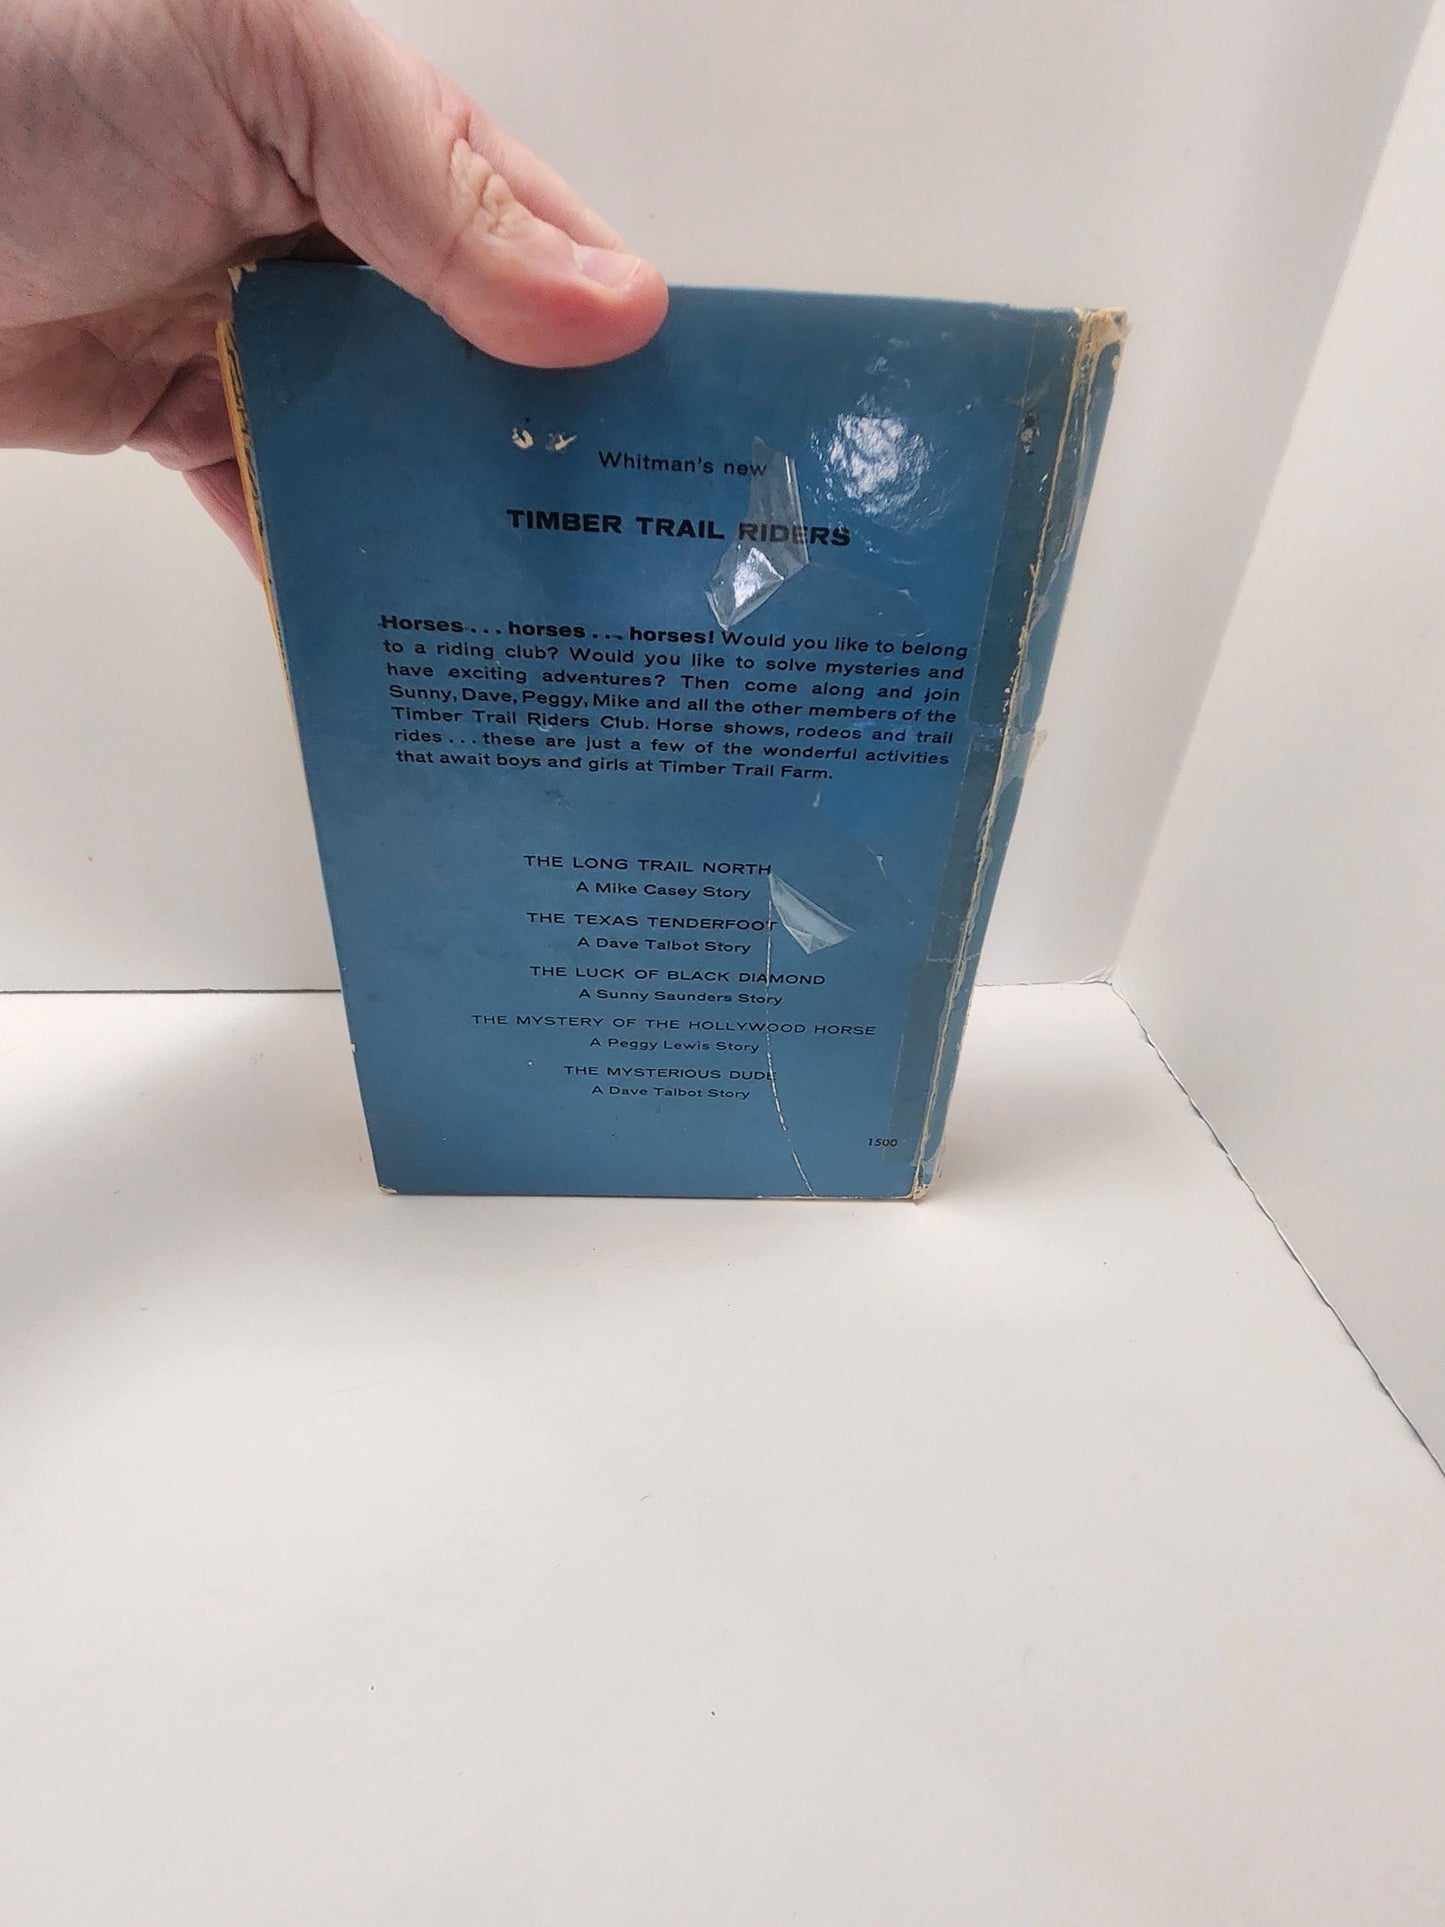 Whitman's new
TIMBER TRAIL RIDERS
Horses... horses... horses! Would you like to belong
to a riding club? Would you like to solve mysteries and
have exciting adventures? Then come along and join
Sunny, Dave, Peggy, Mike and all the other members of the
Timber Trail Riders Club. Horse shows, rodeos and trail
rides... these are just a few of the wonderful activities
that await boys and girls at Timber Trail Farm.
THE LONG TRAIL NORTH
A Mike Casey Story
THE TEXAS TENDERFOOT
A Dave Talbot Story
THE LUCK OF BLACK DIAMOND
A Sunny Saunders Story
THE MYSTERY OF THE HOLLYWOOD HORSE
A Peggy Lewis Story
THE MYSTERIOUS DUDE
A Dave Talbot Story
1500